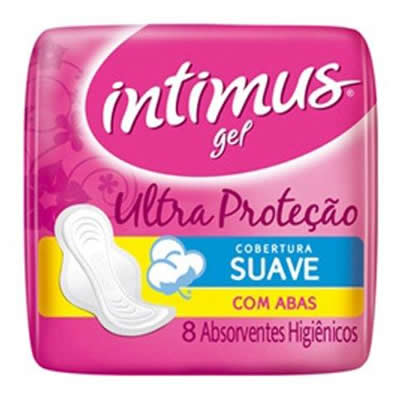 intimus
gel
Ultra Proteção
COBERTURA
SUAVE
COM ABAS
8 Absorventes Higiênicos